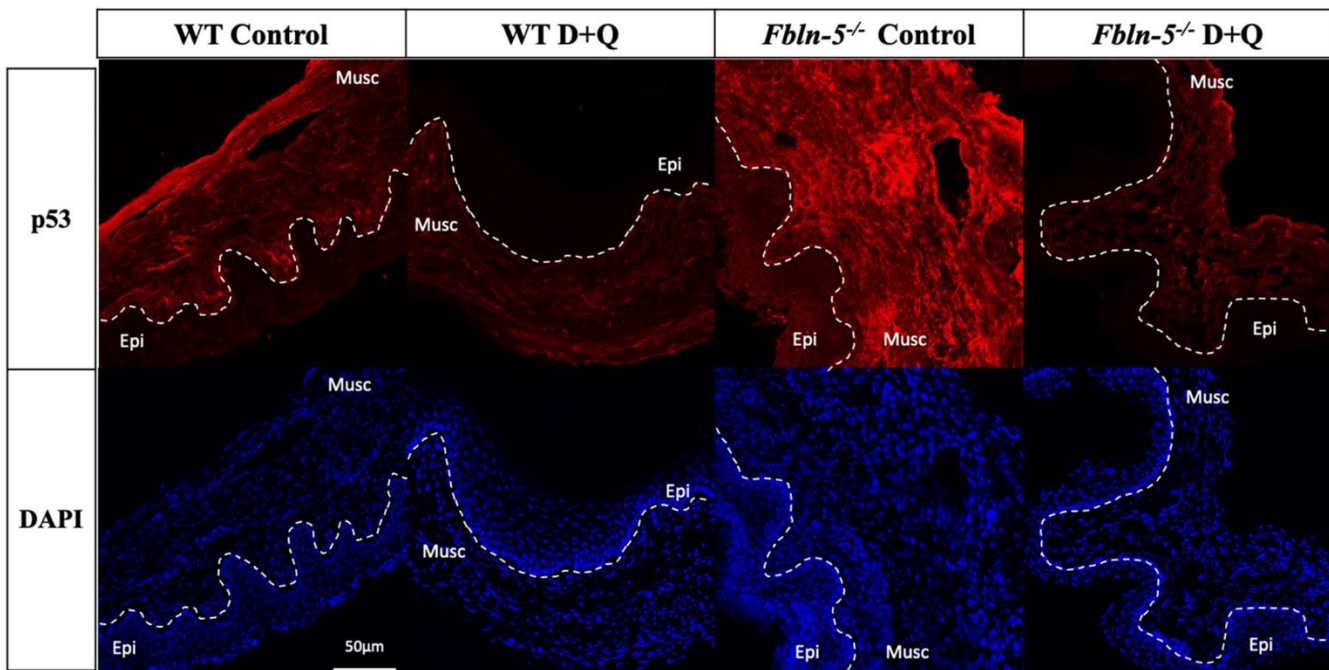 WT Control
WT D+Q
Fbln-5-/- Control
Fbln-5-/- D+Q
p53
Musc
Epi
Musc
Epi
Musc
Musc
Epi
Epi
DAPI
Musc
Epi
50μm
Musc
Epi
Epi
Musc
Musc
Epi